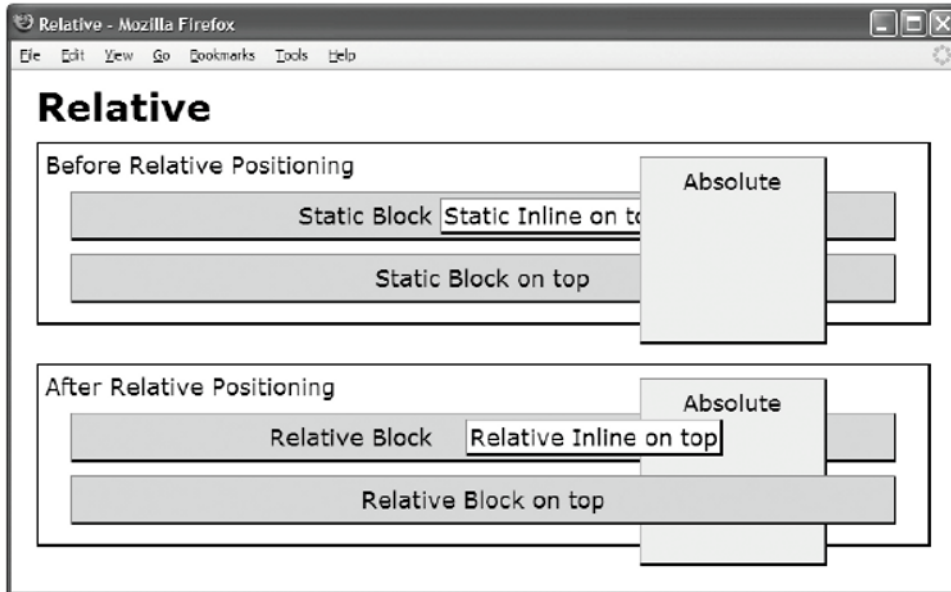 Relative - Mozilla Firefox
File Edit View Go Bookmarks Tools Help
Relative
Before Relative Positioning
Absolute
Static Block Static Inline on to
Static Block on top
After Relative Positioning
Absolute
Relative Block Relative Inline on top
Relative Block on top